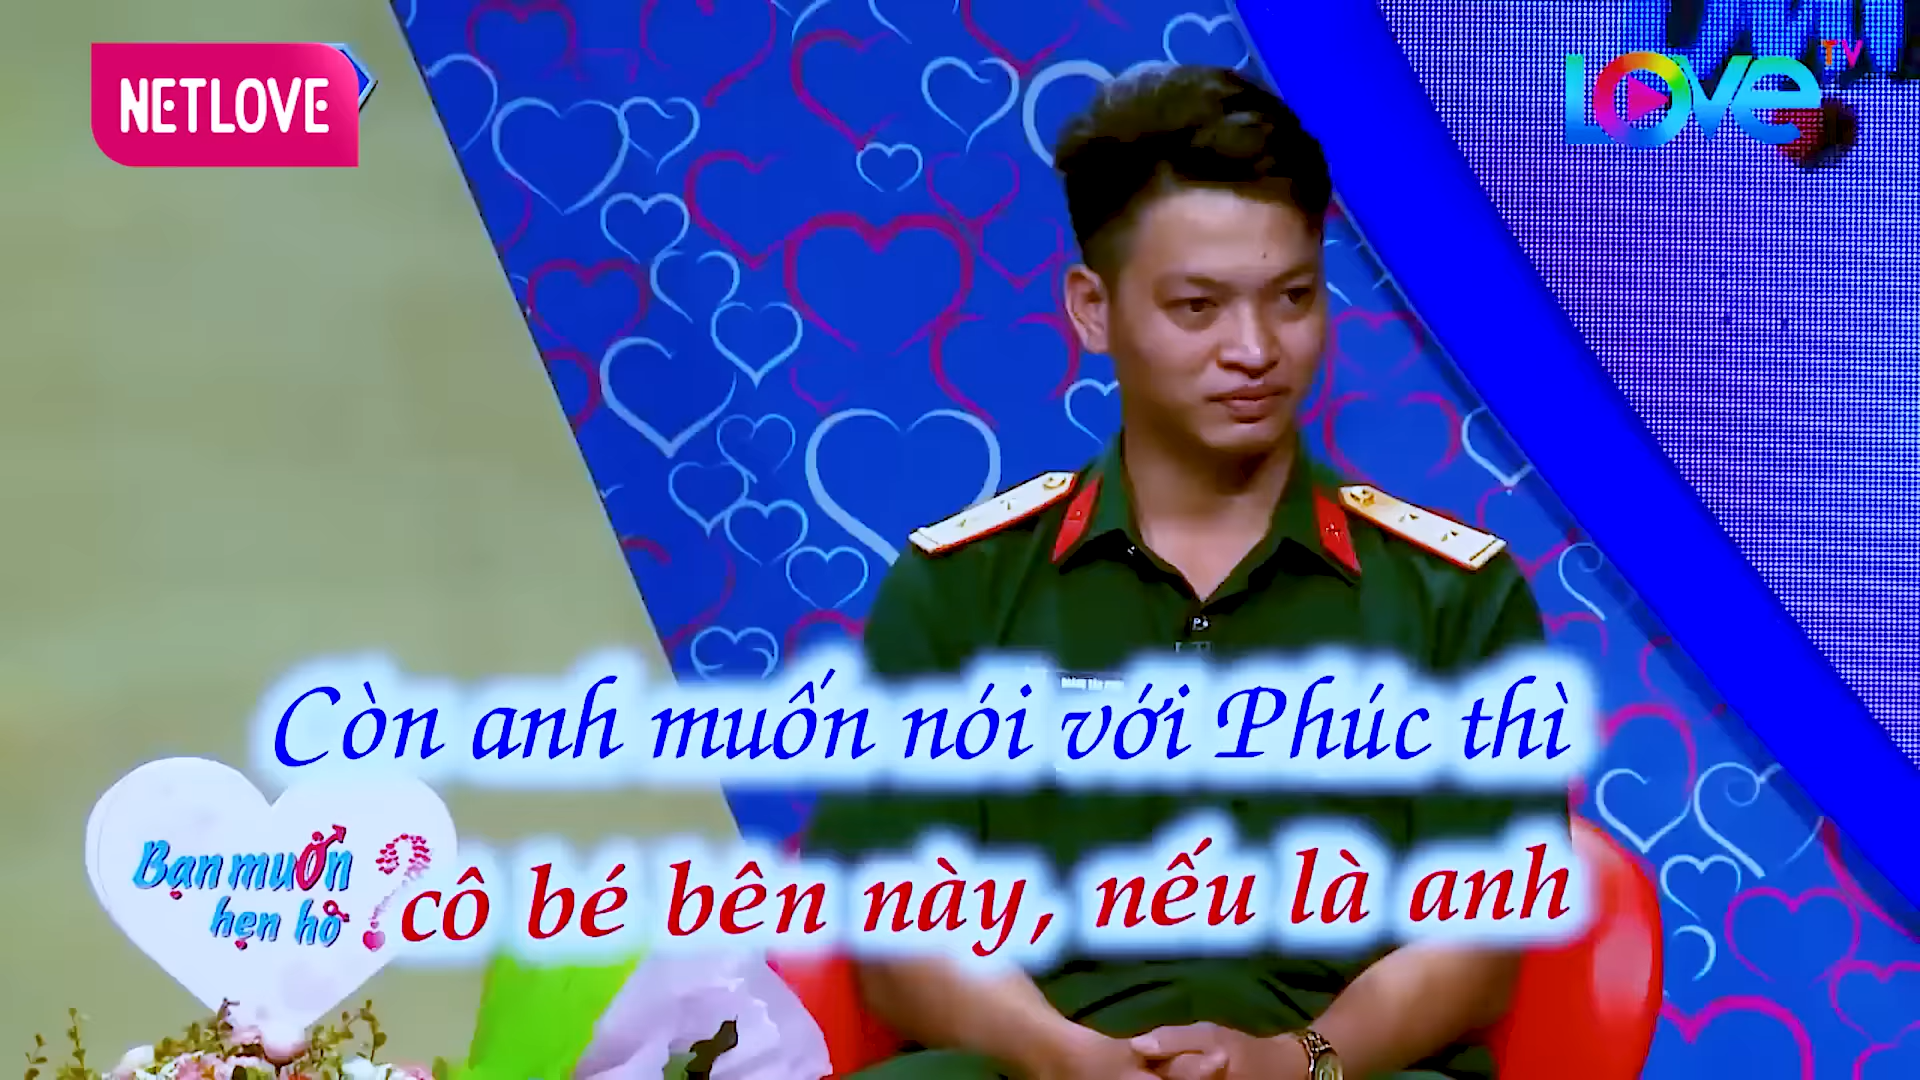 NETLOVE
LOVE TV
Còn anh muốn nói với Phúc thì
cô bé bên này, nếu là anh
Bạn muốn
hẹn hò